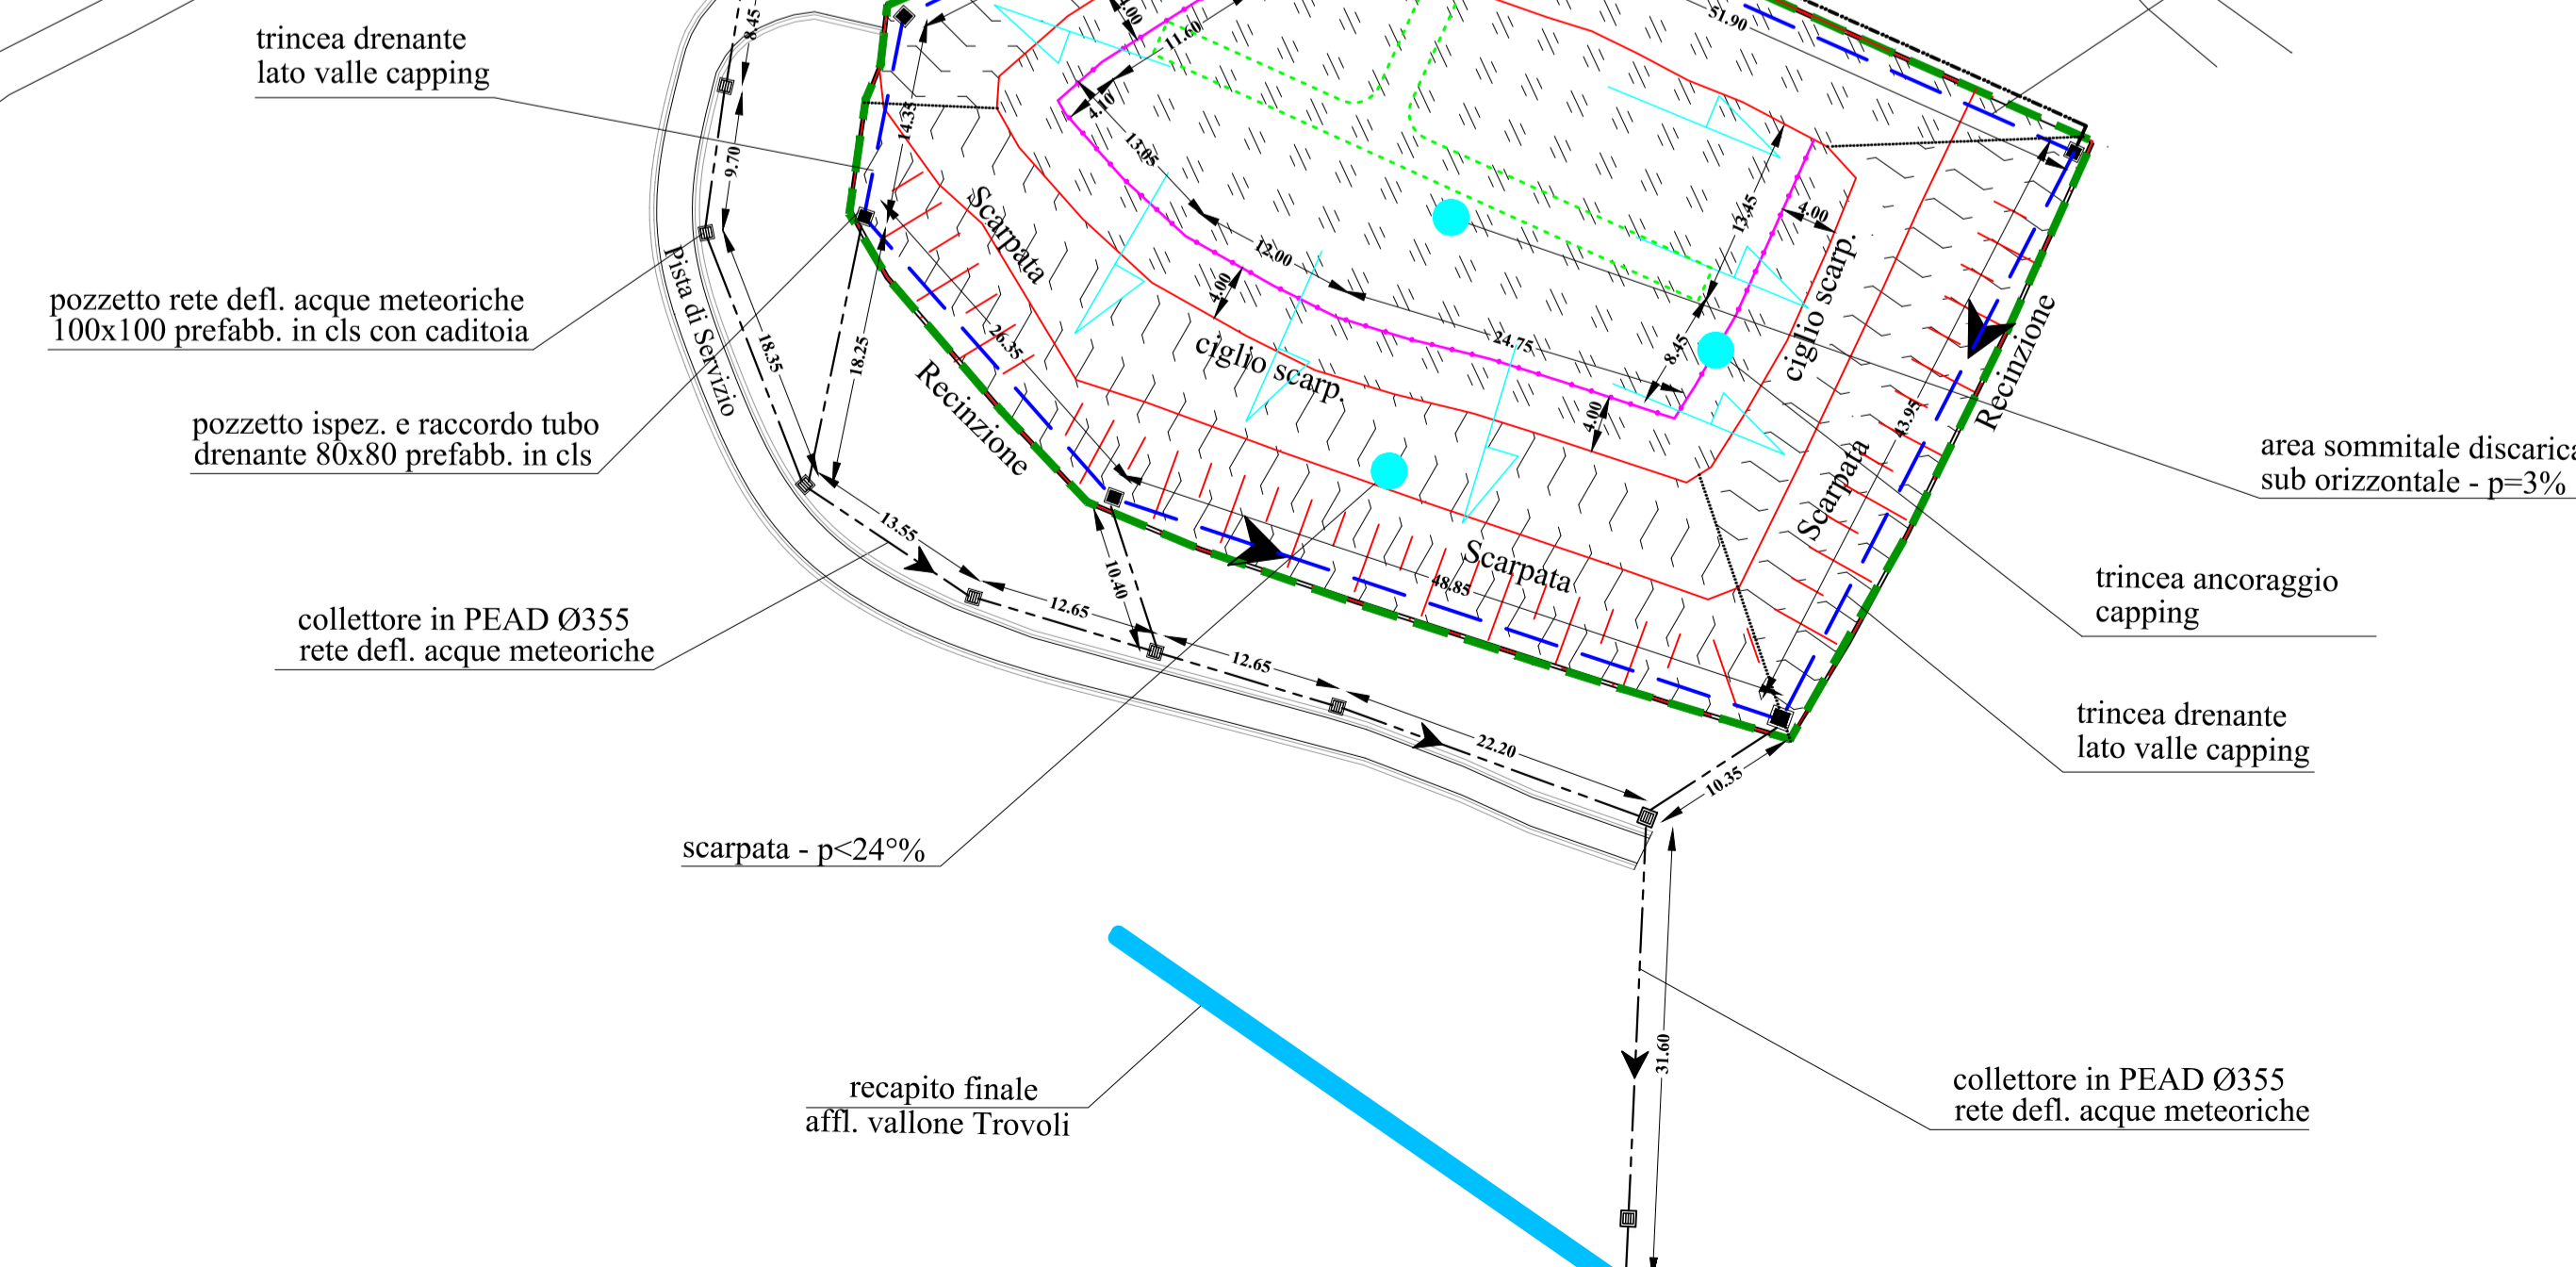 trincea drenante
lato valle capping
pozzetto rete defl. acque meteoriche
100x100 prefabb. in cls con caditoia
pozzetto ispez. e raccordo tubo
drenante 80x80 prefabb. in cls
collettore in PEAD Ø355
rete defl. acque meteoriche
scarpata - p<24°%
recapito finale
affl. vallone Trovoli
Pista di Servizio
Recinzione
Scarpata
ciglio scarp.
Scarpata
ciglio scarp.
Scarpata
Recinzione
area sommitale discarica
sub orizzontale - p=3%
trincea ancoraggio
capping
trincea drenante
lato valle capping
collettore in PEAD Ø355
rete defl. acque meteoriche
8.45
9.70
18.35
18.25
14.35
26.35
13.55
12.65
10.40
12.65
22.20
10.35
31.60
48.85
43.95
51.90
4.00
11.60
4.10
13.05
12.00
4.00
24.75
4.00
8.45
13.45
4.00